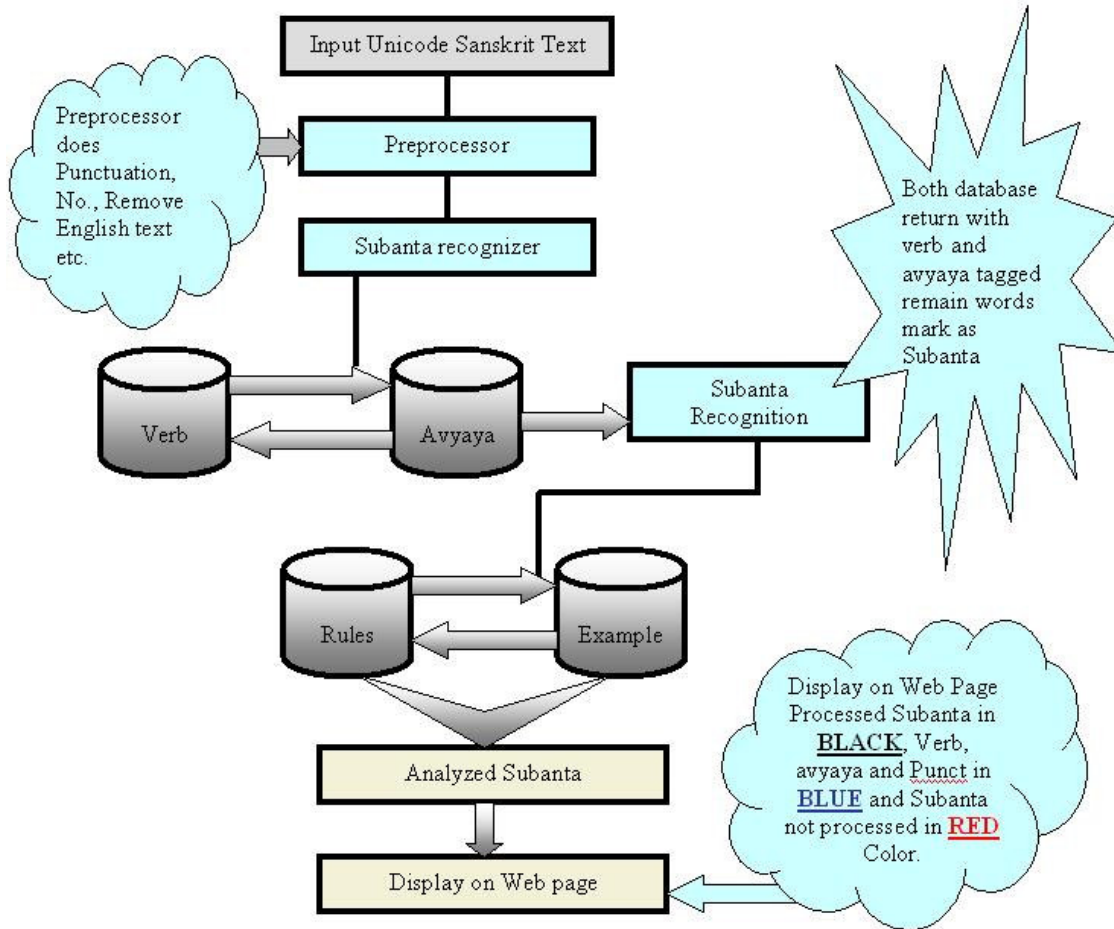 Input Unicode Sanskrit Text
Preprocessor
does
Punctuation,
No., Remove
English text
etc.
Preprocessor
Subanta recognizer
Both database
return with
verb and
avyaya tagged
remain words
mark as
Subanta
Verb
Avyaya
Subanta
Recognition
Rules
Example
Display on Web Page
Processed Subanta in
BLACK, Verb,
avyaya and Punct in
BLUE and Subanta
not processed in RED
Color.
Analyzed Subanta
Display on Web page